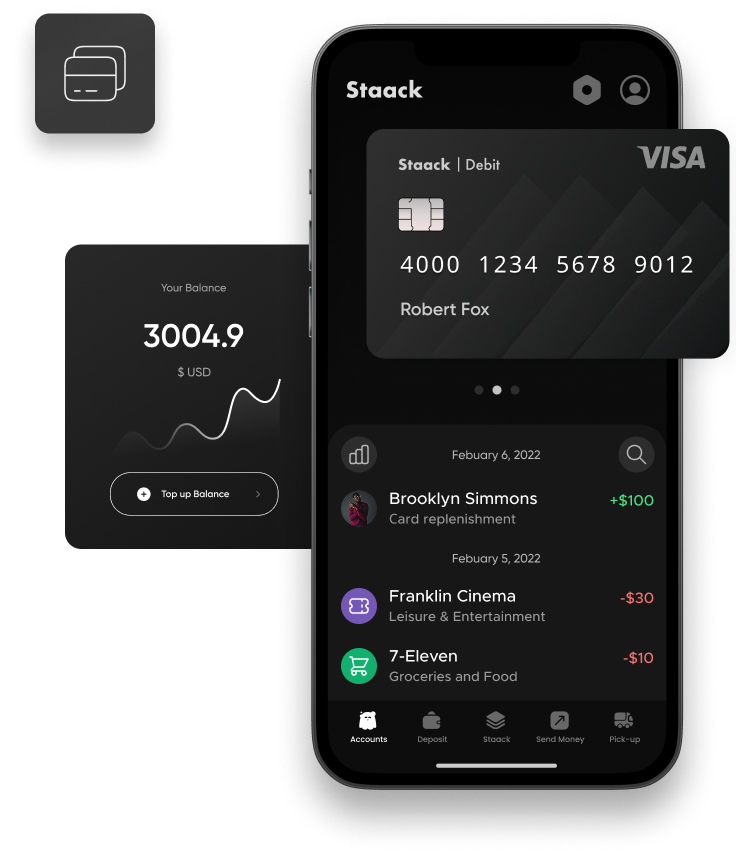 Staack
Staack | Debit
VISA
4000 1234 5678 9012
Robert Fox
Your Balance
3004.9
$ USD
Top up Balance
Febuary 6, 2022
Brooklyn Simmons
+$100
Card replenishment
Febuary 5, 2022
Franklin Cinema
-$30
Leisure & Entertainment
7-Eleven
-$10
Groceries and Food
Accounts Deposit Staack Send Money Pick-up